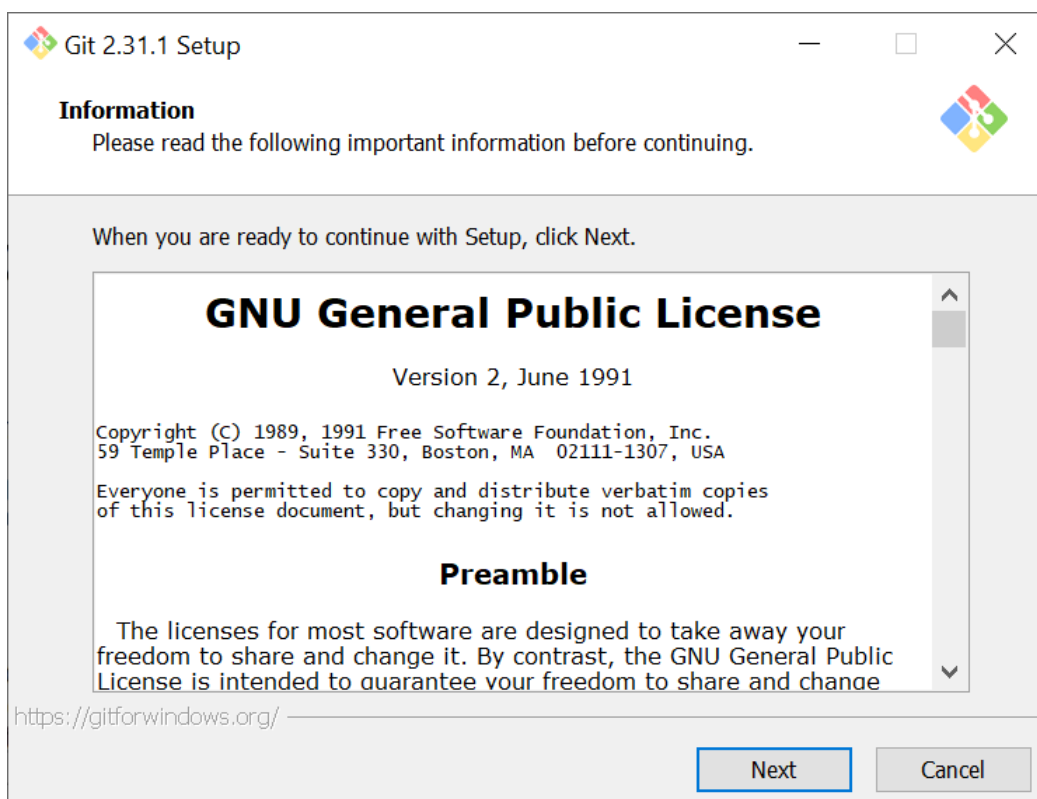 Git 2.31.1 Setup
Information
Please read the following important information before continuing.
When you are ready to continue with Setup, click Next.
GNU General Public License
Version 2, June 1991
Copyright (C) 1989, 1991 Free Software Foundation, Inc.
59 Temple Place - Suite 330, Boston, MA  02111-1307, USA
Everyone is permitted to copy and distribute verbatim copies
of this license document, but changing it is not allowed.
Preamble
The licenses for most software are designed to take away your
freedom to share and change it. By contrast, the GNU General Public
License is intended to guarantee your freedom to share and change
https://gitforwindows.org/
Next
Cancel